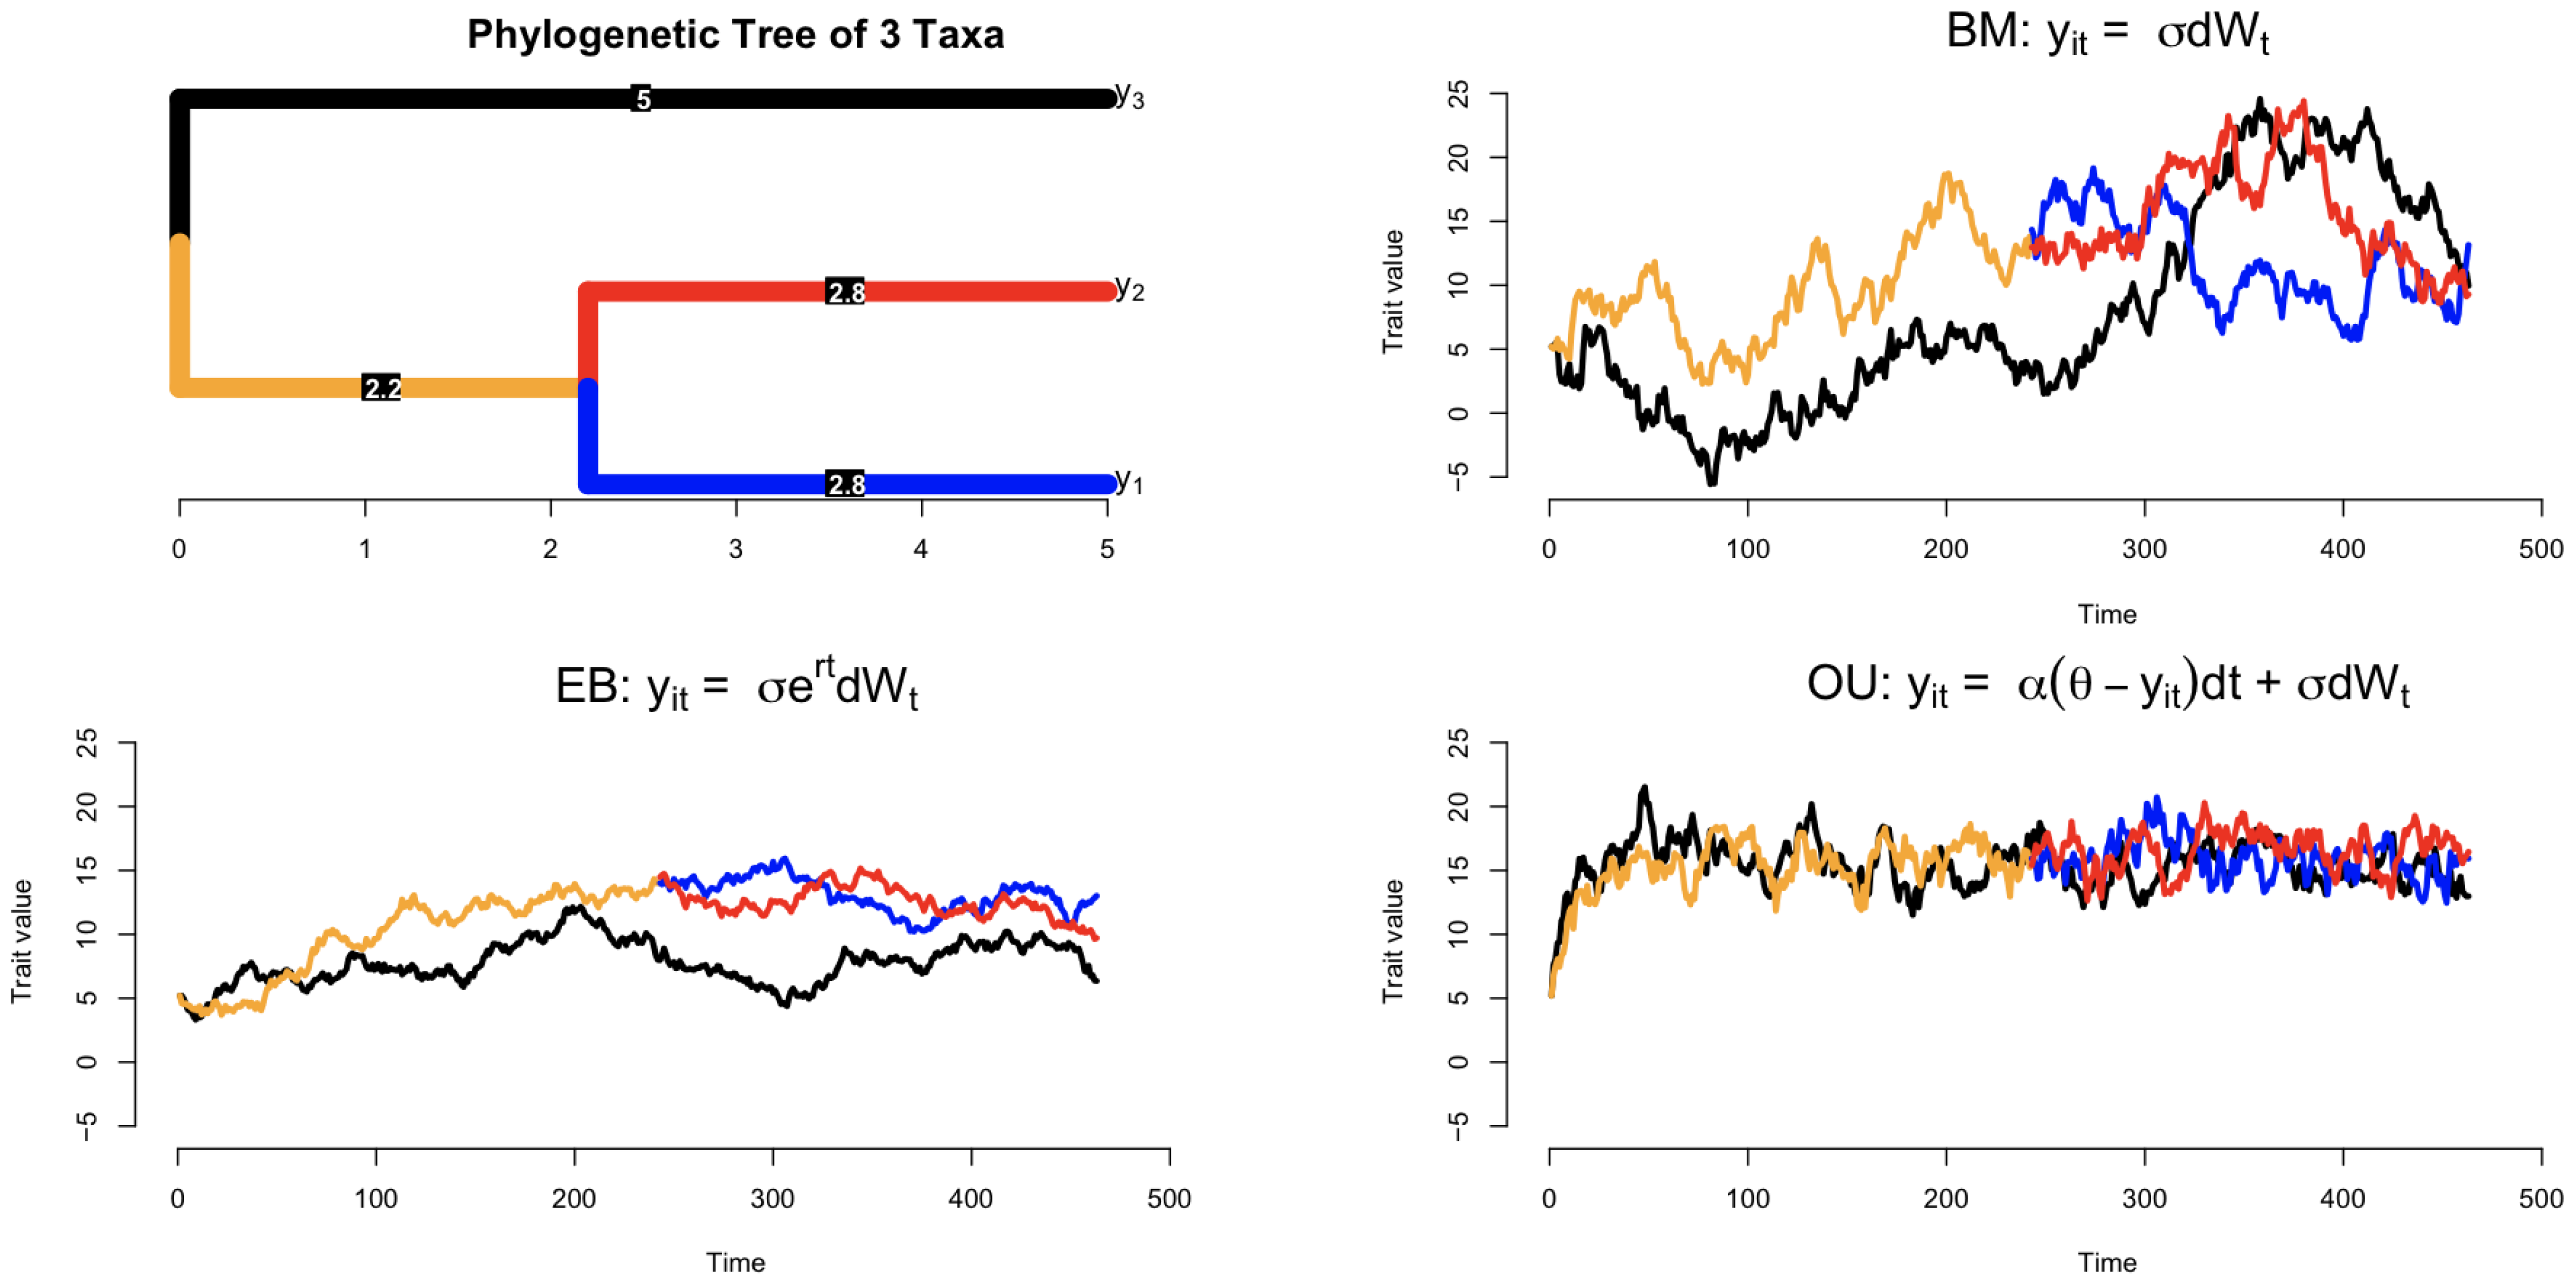 Phylogenetic Tree of 3 Taxa
5
y₃
2.8
y₂
2.2
2.8
y₁
0 1 2 3 4 5
BM: yᵢₜ = σdWₜ
Trait value
25
20
15
10
5
0
−5
0 100 200 300 400 500
Time
EB: yᵢₜ = σeʳᵗdWₜ
Trait value
25
20
15
10
5
0
−5
0 100 200 300 400 500
Time
OU: yᵢₜ = α(θ − yᵢₜ)dt + σdWₜ
Trait value
25
20
15
10
5
0
−5
0 100 200 300 400 500
Time